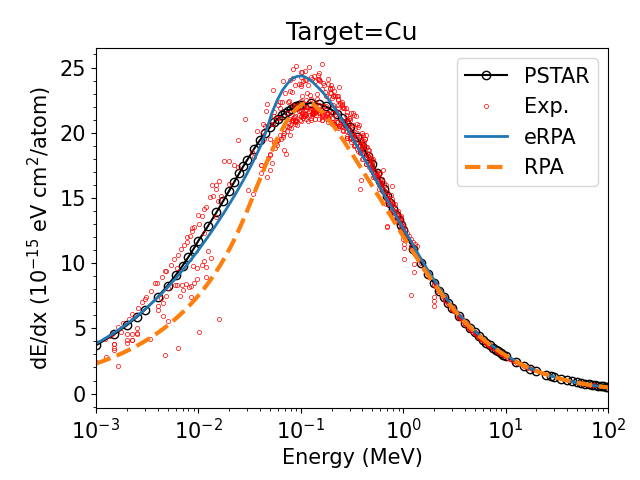 Target=Cu
dE/dx (10⁻¹⁵ eV cm²/atom)
25
20
15
10
5
0
PSTAR
Exp.
eRPA
RPA
10⁻³ 10⁻² 10⁻¹ 10⁰ 10¹ 10²
Energy (MeV)